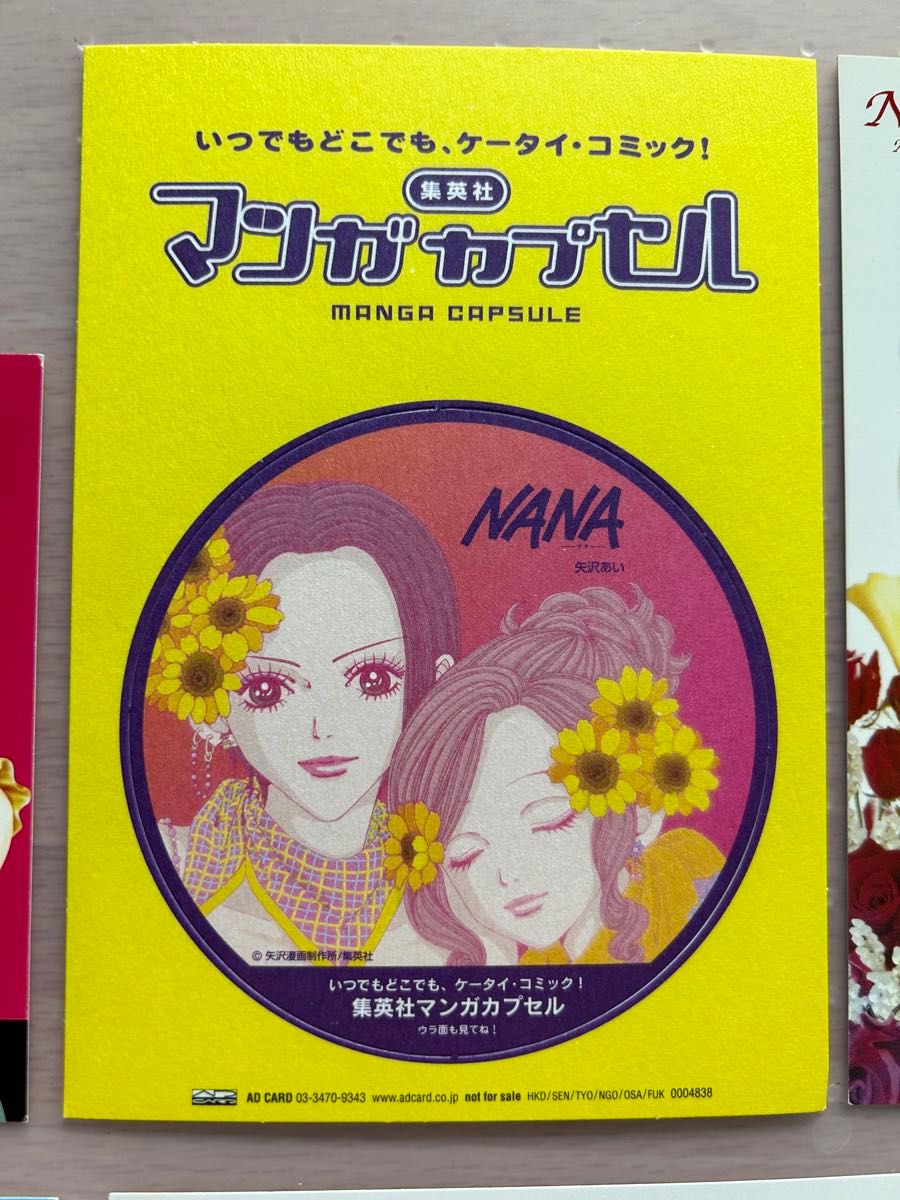 いつでもどこでも、ケータイ・コミック!
集英社
マンガカプセル
MANGA CAPSULE
NANA
ーナナー
矢沢あい
© 矢沢漫画制作所/集英社
いつでもどこでも、ケータイ・コミック!
集英社マンガカプセル
ウラ面も見てね!
AD CARD 03-3470-9343 www.adcard.co.jp not for sale HKD/SEN/TYO/NGO/OSA/FUK 0004838
N